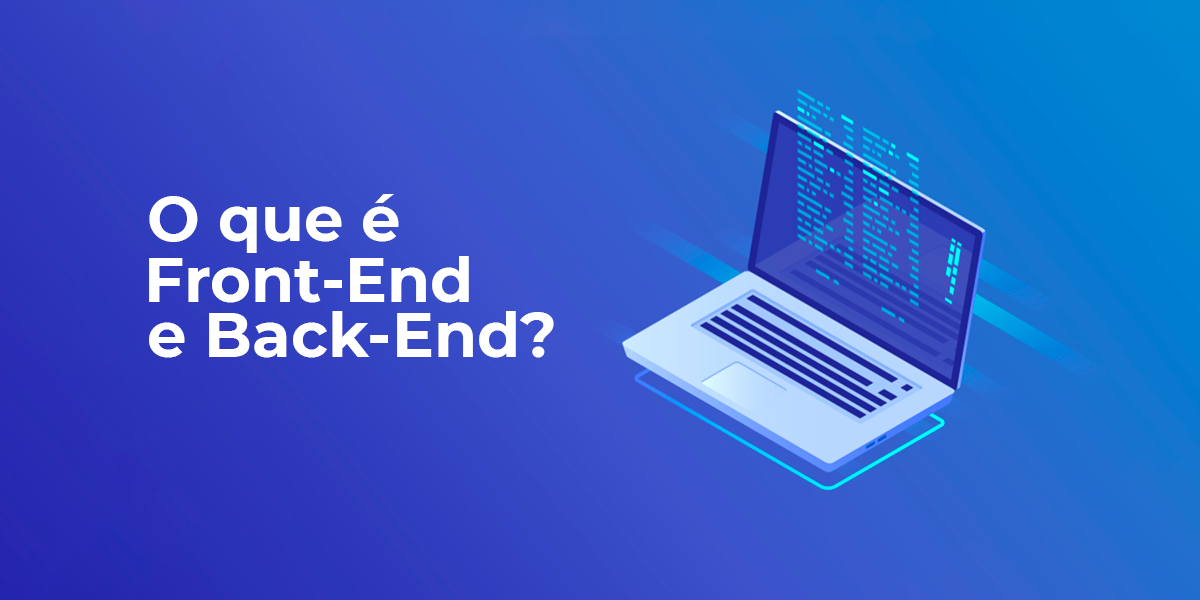 O que é
Front-End
e Back-End?